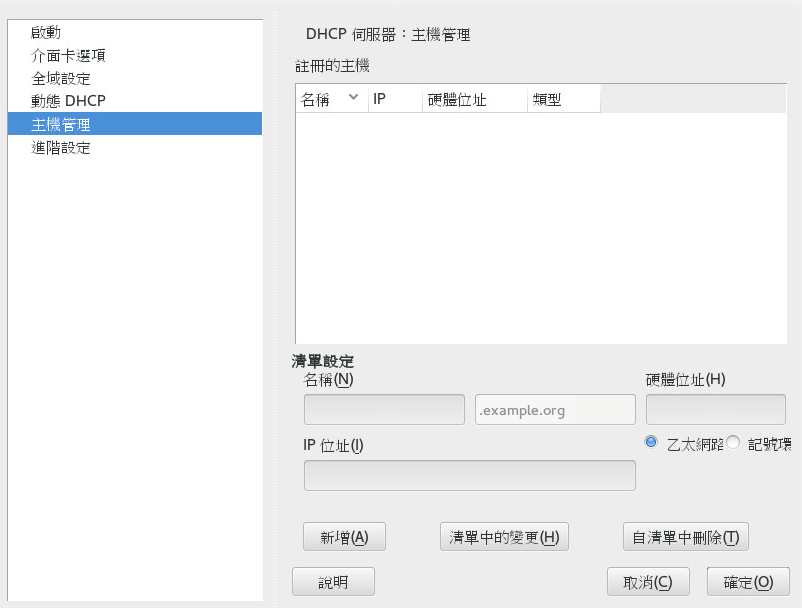 啟動
介面卡選項
全域設定
動態 DHCP
主機管理
進階設定
DHCP 伺服器：主機管理
註冊的主機
名稱 IP 硬體位址 類型
清單設定
名稱(N) 硬體位址(H)
.example.org
IP 位址(I) 乙太網路 記號環
新增(A) 清單中的變更(H) 自清單中刪除(T)
說明 取消(C) 確定(O)